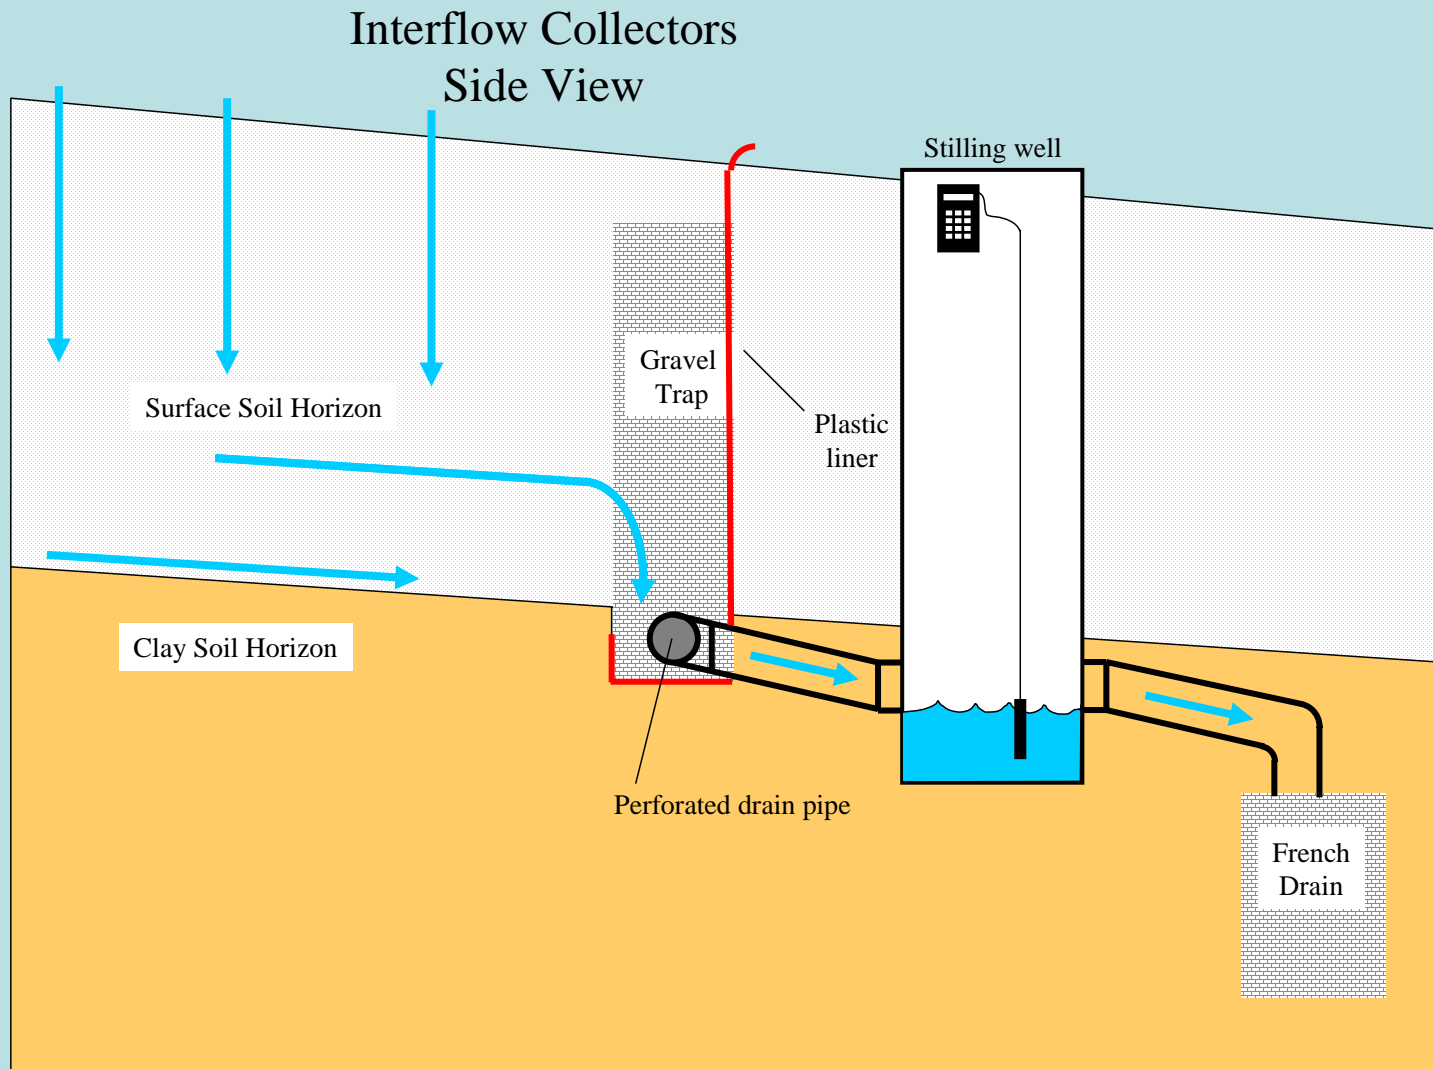 Interflow Collectors
Side View
Stilling well
Gravel
Trap
Surface Soil Horizon
Plastic
liner
Clay Soil Horizon
Perforated drain pipe
French
Drain